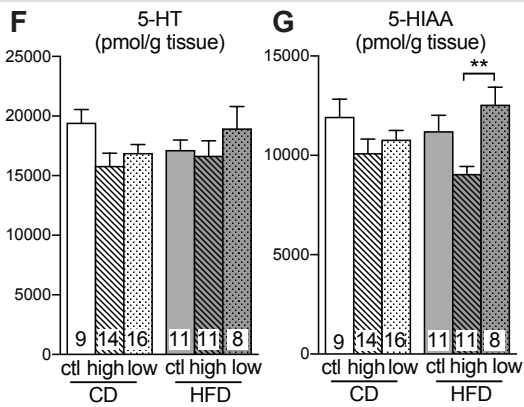 F
5-HT
(pmol/g tissue)
25000
20000
15000
10000
5000
0
9 14 16 11 11 8
ctl high low ctl high low
CD HFD
G
5-HIAA
(pmol/g tissue)
**
15000
10000
5000
0
9 14 16 11 11 8
ctl high low ctl high low
CD HFD